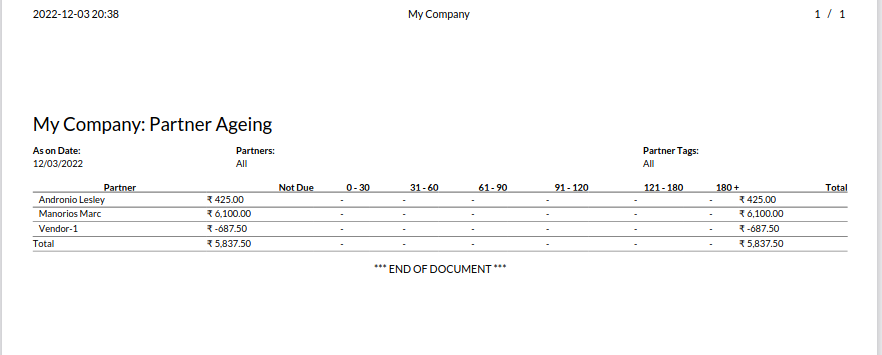 2022-12-03 20:38 My Company 1 / 1
My Company: Partner Ageing
As on Date: Partners: Partner Tags:
12/03/2022 All All
Partner Not Due 0 - 30 31 - 60 61 - 90 91 - 120 121 - 180 180 + Total
Andronio Lesley ₹ 425.00 - - - - - - ₹ 425.00
Manorios Marc ₹ 6,100.00 - - - - - - ₹ 6,100.00
Vendor-1 ₹ -687.50 - - - - - - ₹ -687.50
Total ₹ 5,837.50 - - - - - - ₹ 5,837.50
*** END OF DOCUMENT ***